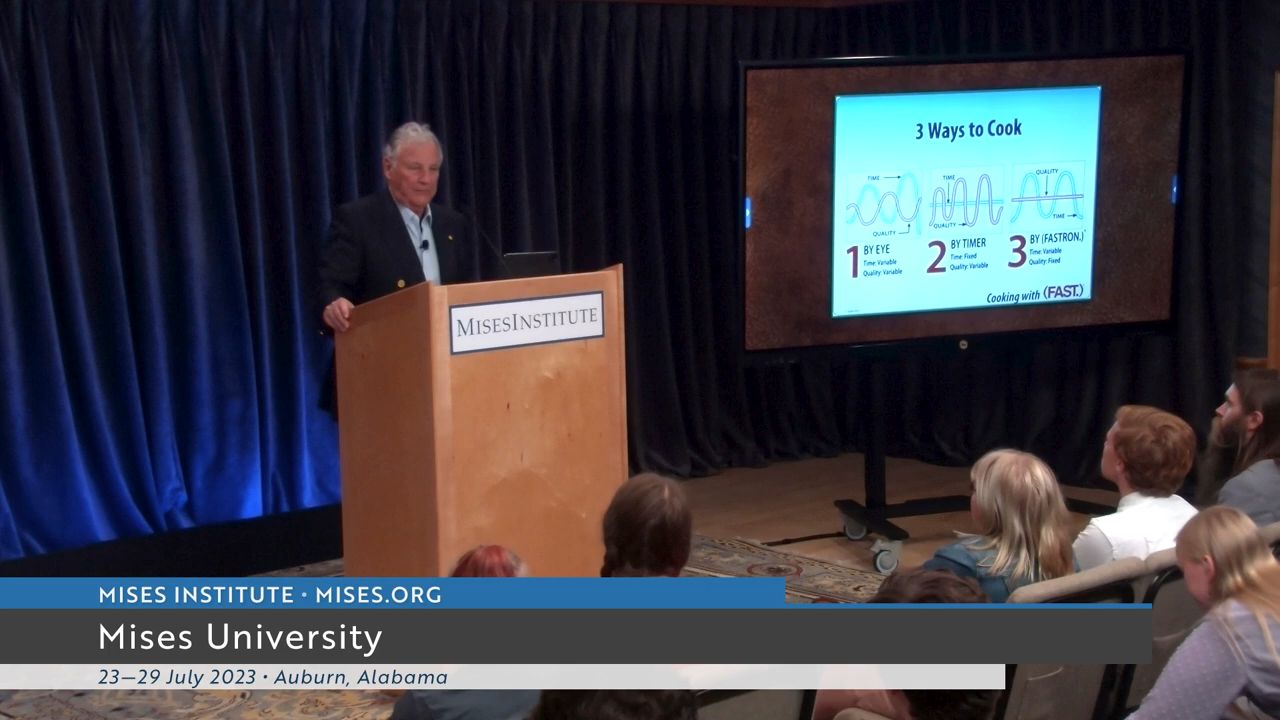 3 Ways to Cook
TIME
QUALITY
TIME
QUALITY
QUALITY
TIME
1 BY EYE
Time: Variable
Quality: Variable
2 BY TIMER
Time: Fixed
Quality: Variable
3 BY (FASTRON.)
Time: Variable
Quality: Fixed
Cooking with (FAST.)
MISESINSTITUTE
MISES INSTITUTE • MISES.ORG
Mises University
23—29 July 2023 • Auburn, Alabama